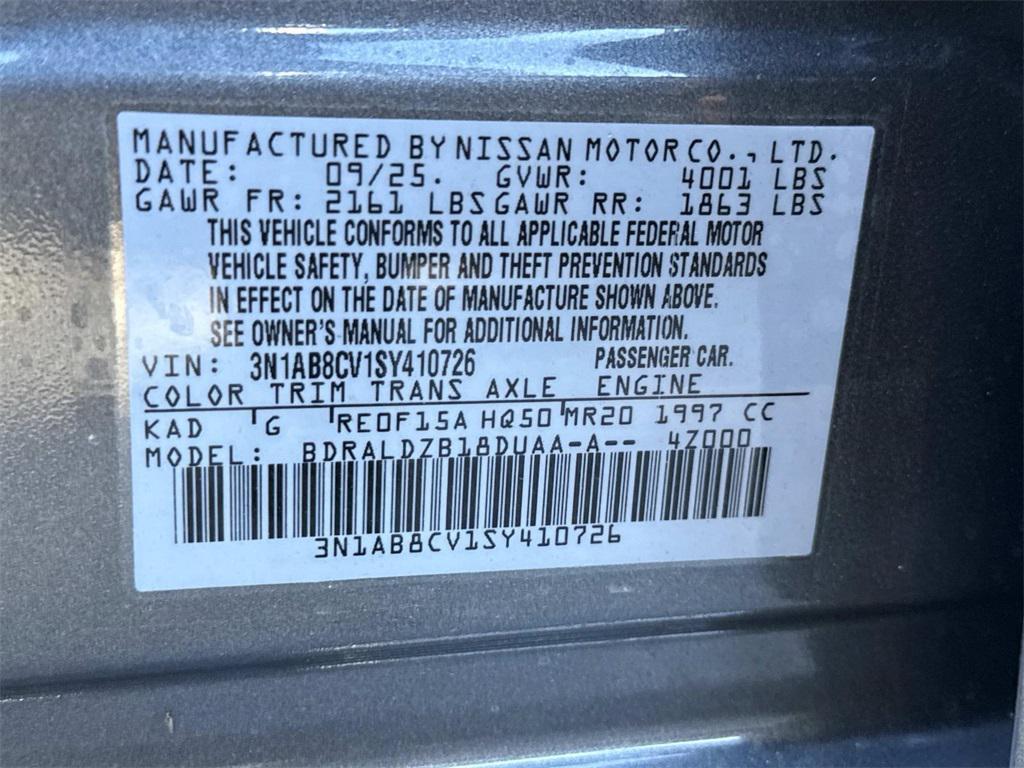 MANUFACTURED BY NISSAN MOTOR CO., LTD.
DATE: 09/25. GVWR: 4001 LBS
GAWR FR: 2161 LBS GAWR RR: 1863 LBS
THIS VEHICLE CONFORMS TO ALL APPLICABLE FEDERAL MOTOR
VEHICLE SAFETY, BUMPER AND THEFT PREVENTION STANDARDS
IN EFFECT ON THE DATE OF MANUFACTURE SHOWN ABOVE.
SEE OWNER'S MANUAL FOR ADDITIONAL INFORMATION.
VIN: 3N1AB8CV1SY410726 PASSENGER CAR.
COLOR TRIM TRANS AXLE ENGINE
KAD G RE0F15A HQ50 MR20 1997 CC
MODEL: BDRALDZB18DUAA-A-- 4Z000
3N1AB8CV1SY410726